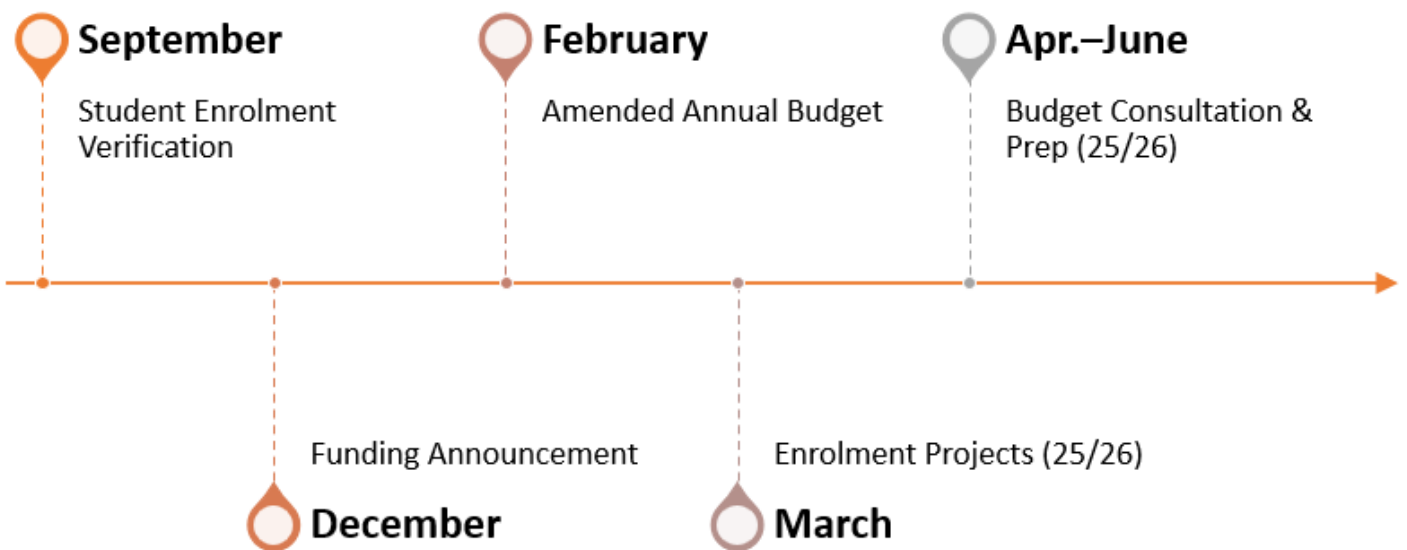 September
Student Enrolment
Verification
February
Amended Annual Budget
Apr.–June
Budget Consultation &
Prep (25/26)
Funding Announcement
December
Enrolment Projects (25/26)
March